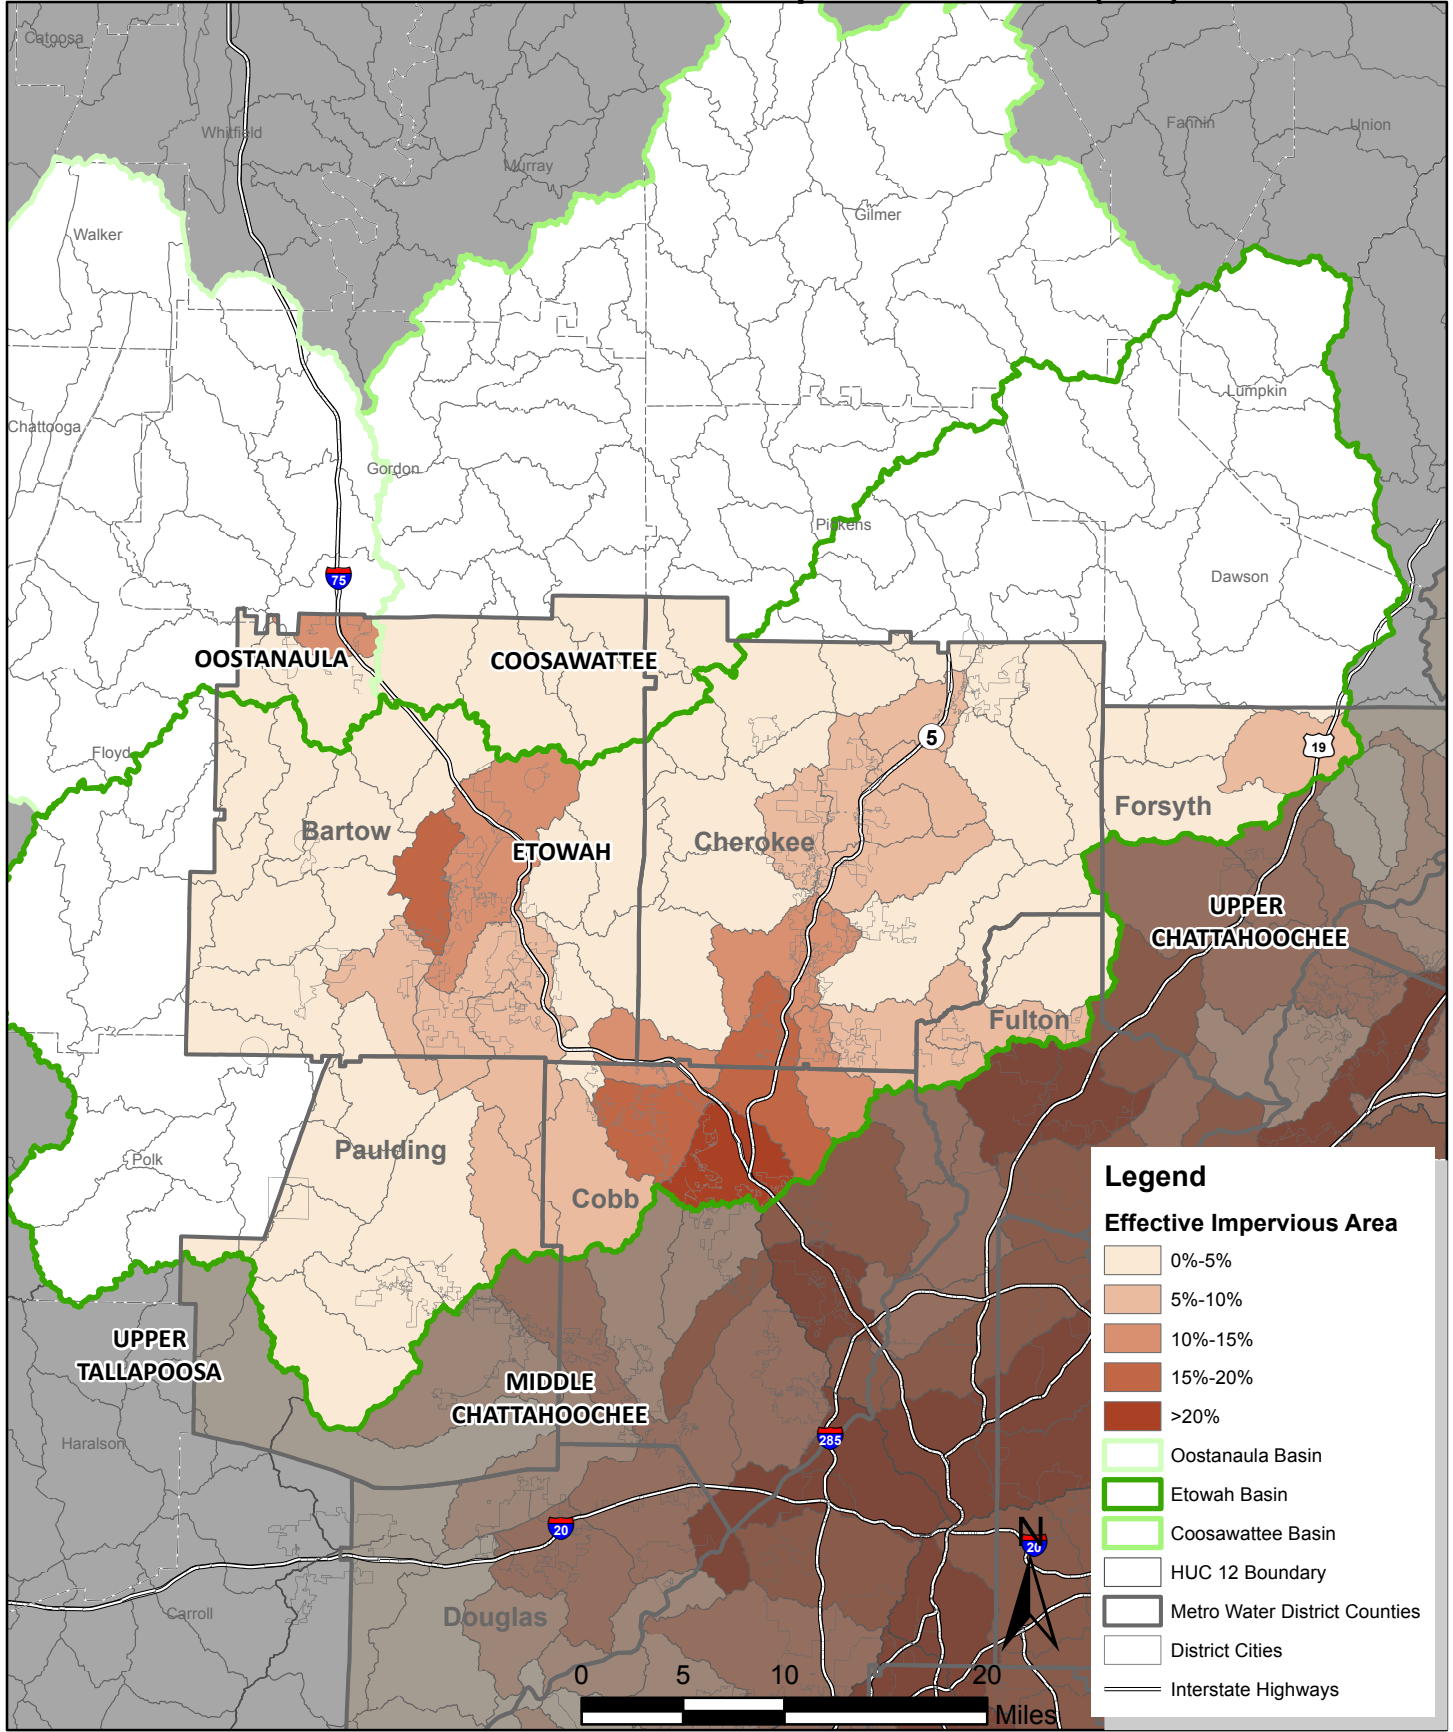 Catoosa
Whitfield
Murray
Fannin
Union
Walker
Gilmer
Chattooga
Gordon
Lumpkin
Pickens
75
Dawson
OOSTANAULA
COOSAWATTEE
5
19
Floyd
Forsyth
Bartow
Cherokee
ETOWAH
UPPER
CHATTAHOOCHEE
Fulton
Polk
Paulding
Cobb
UPPER
TALLAPOOSA
MIDDLE
CHATTAHOOCHEE
Haralson
285
20
Carroll
Douglas
N
20
0 5 10 20
Miles
Legend
Effective Impervious Area
0%-5%
5%-10%
10%-15%
15%-20%
>20%
Oostanaula Basin
Etowah Basin
Coosawattee Basin
HUC 12 Boundary
Metro Water District Counties
District Cities
Interstate Highways